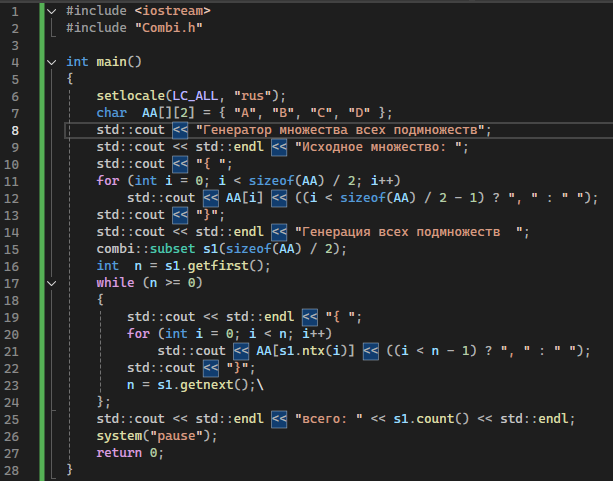 1 #include <iostream>
2 #include "Combi.h"
3
4 int main()
5 {
6 setlocale(LC_ALL, "rus");
7 char  AA[][2] = { "A", "B", "C", "D" };
8 std::cout << "Генератор множества всех подмножеств";
9 std::cout << std::endl << "Исходное множество: ";
10 std::cout << "{ ";
11 for (int i = 0; i < sizeof(AA) / 2; i++)
12 std::cout << AA[i] << ((i < sizeof(AA) / 2 - 1) ? ", " : " ");
13 std::cout << "}";
14 std::cout << std::endl << "Генерация всех подмножеств  ";
15 combi::subset s1(sizeof(AA) / 2);
16 int  n = s1.getfirst();
17 while (n >= 0)
18 {
19 std::cout << std::endl << "{ ";
20 for (int i = 0; i < n; i++)
21 std::cout << AA[s1.ntx(i)] << ((i < n - 1) ? ", " : " ");
22 std::cout << "}";
23 n = s1.getnext();\
24 };
25 std::cout << std::endl << "всего: " << s1.count() << std::endl;
26 system("pause");
27 return 0;
28 }